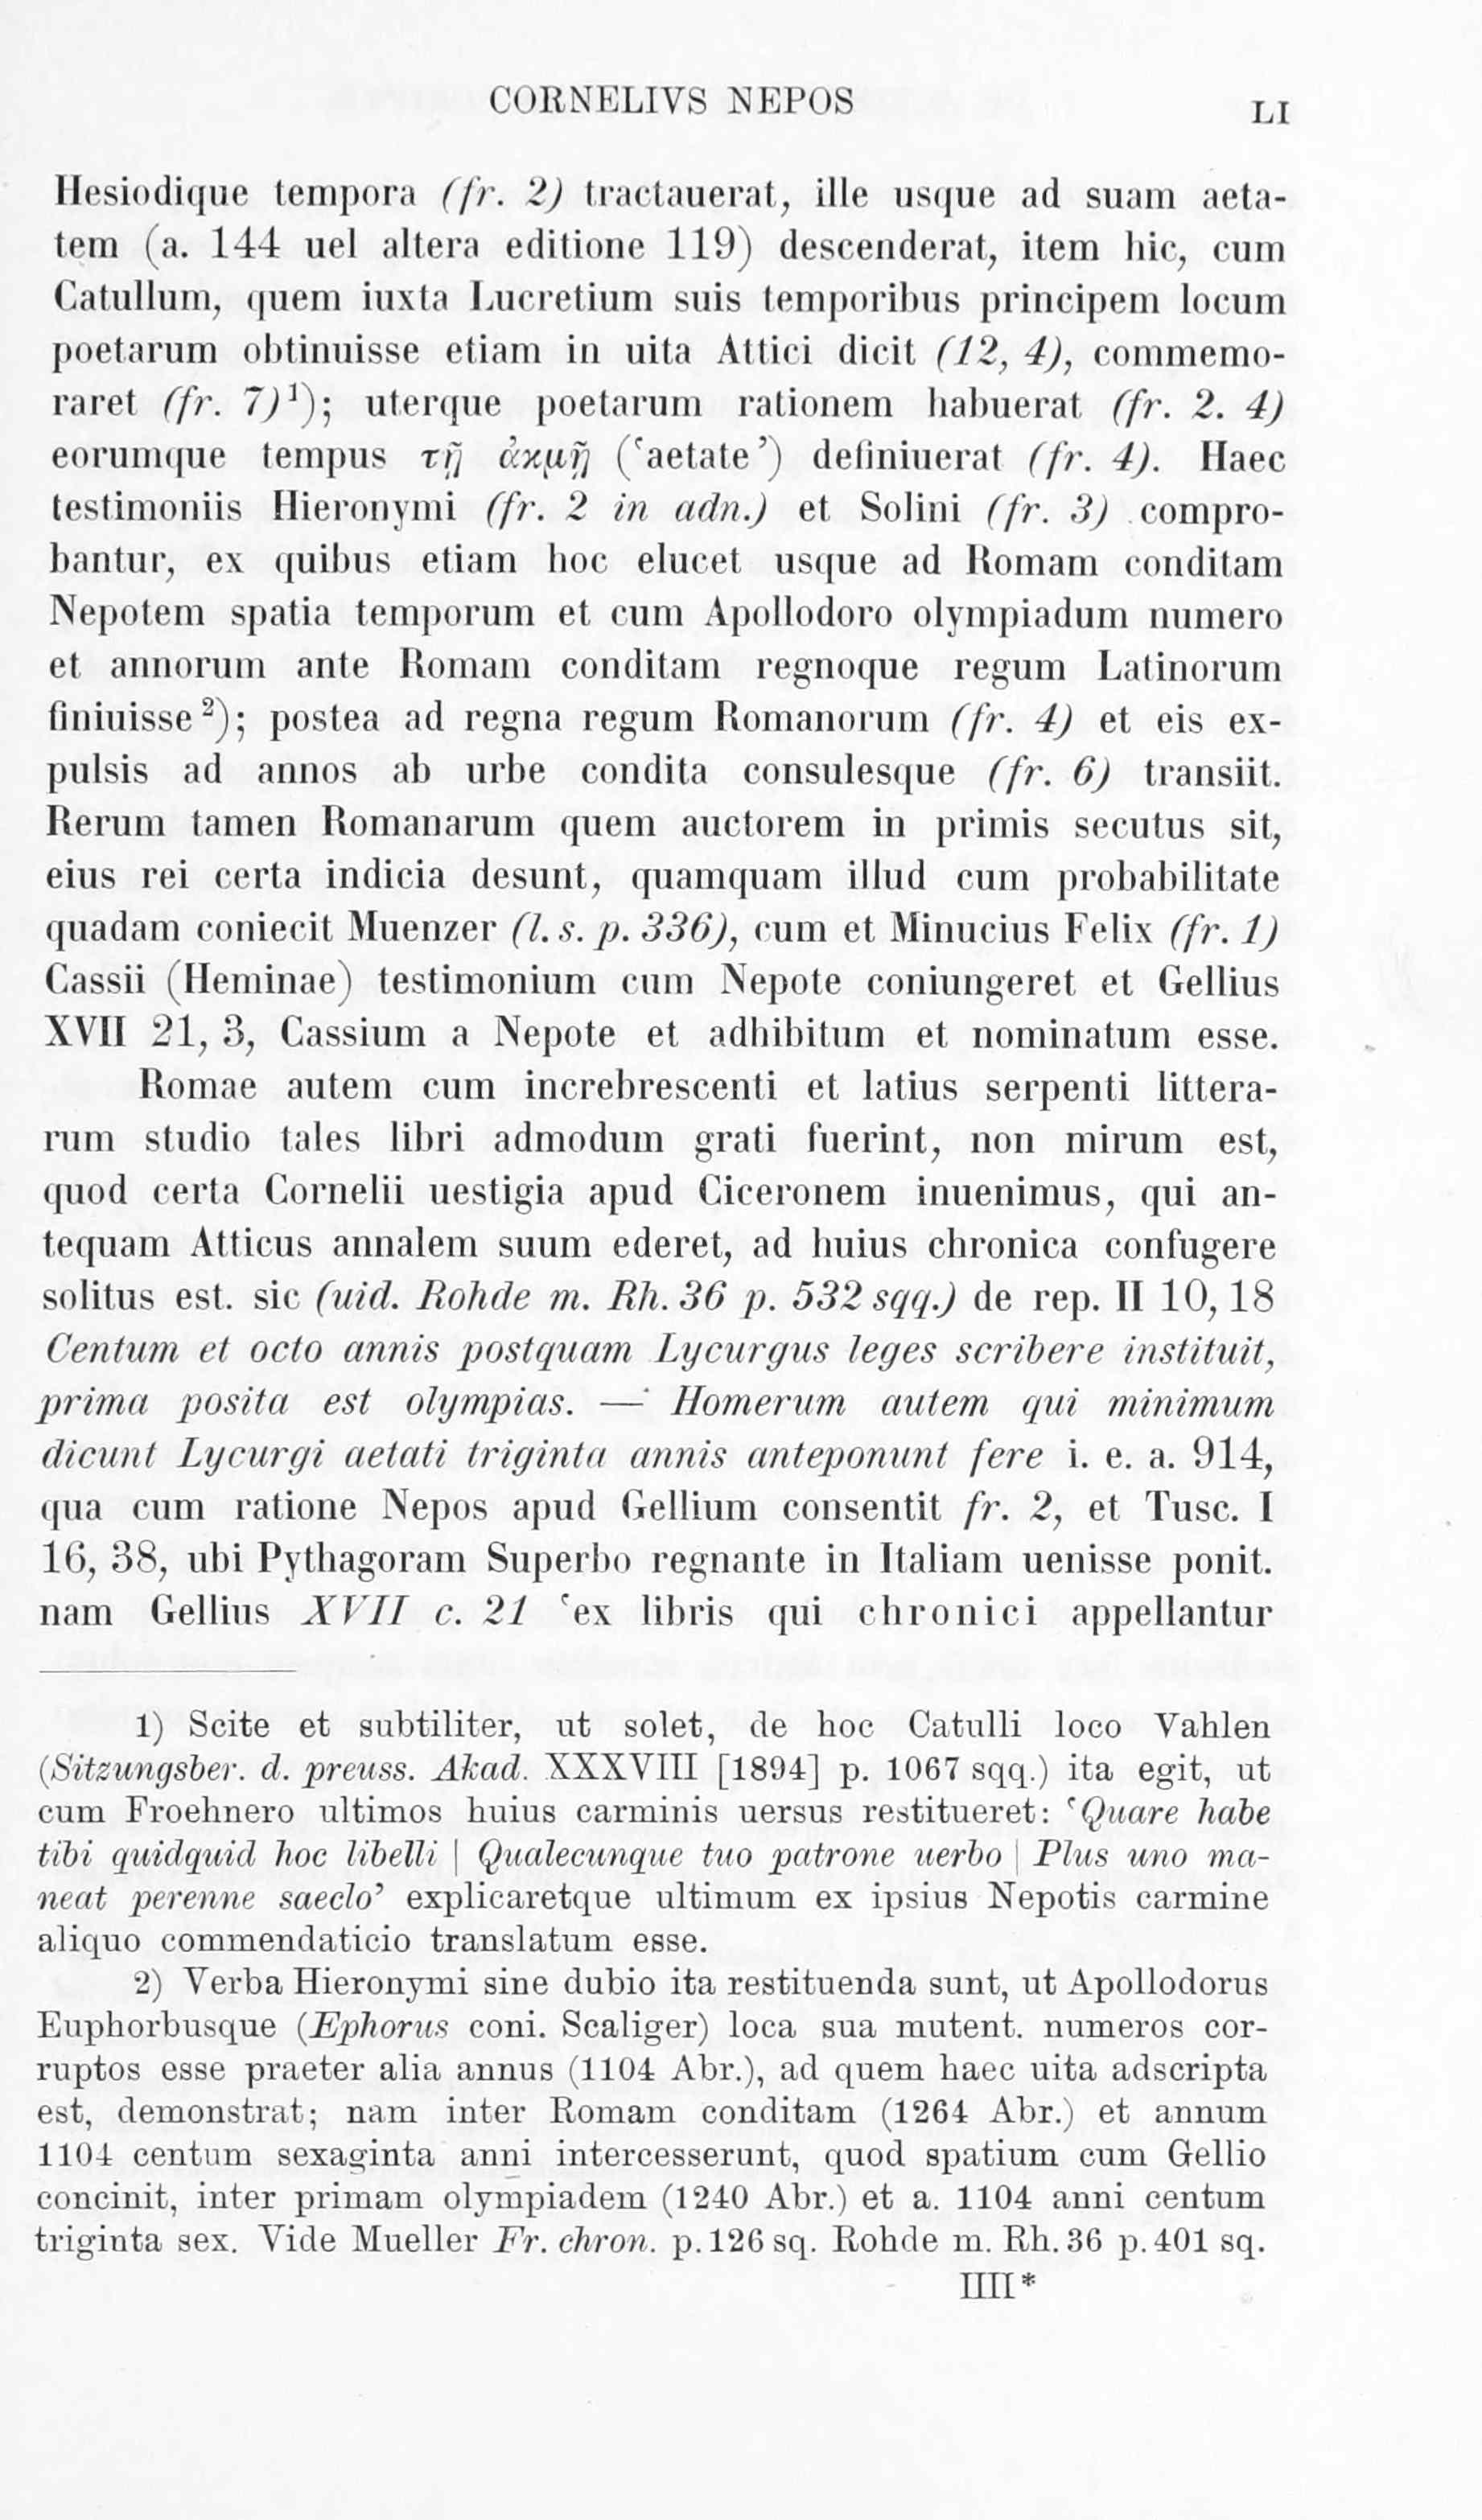 CORNELIVS NEPOS
LI
Hesiodique tempora (fr. 2) tractauerat, ille usque ad suam aeta-
tem (a. 144 uel altera editione 119) descenderat, item hic, cum
Catullum, quem iuxta Lucretium suis temporibus principem locum
poetarum obtinuisse etiam in uita Attici dicit (12, 4), commemo-
raret (fr. 7)¹); uterque poetarum rationem habuerat (fr. 2. 4)
eorumque tempus τῇ ἀκμῇ (‘aetate’) definiuerat (fr. 4). Haec
testimoniis Hieronymi (fr. 2 in adn.) et Solini (fr. 3) compro-
bantur, ex quibus etiam hoc elucet usque ad Romam conditam
Nepotem spatia temporum et cum Apollodoro olympiadum numero
et annorum ante Romam conditam regnoque regum Latinorum
finiuisse²); postea ad regna regum Romanorum (fr. 4) et eis ex-
pulsis ad annos ab urbe condita consulesque (fr. 6) transiit.
Rerum tamen Romanarum quem auctorem in primis secutus sit,
eius rei certa indicia desunt, quamquam illud cum probabilitate
quadam coniecit Muenzer (l. s. p. 336), cum et Minucius Felix (fr. 1)
Cassii (Heminae) testimonium cum Nepote coniungeret et Gellius
XVII 21, 3, Cassium a Nepote et adhibitum et nominatum esse.
Romae autem cum increbrescenti et latius serpenti littera-
rum studio tales libri admodum grati fuerint, non mirum est,
quod certa Cornelii uestigia apud Ciceronem inuenimus, qui an-
tequam Atticus annalem suum ederet, ad huius chronica confugere
solitus est. sic (uid. Rohde m. Rh. 36 p. 532 sqq.) de rep. II 10, 18
Centum et octo annis postquam Lycurgus leges scribere instituit,
prima posita est olympias. — Homerum autem qui minimum
dicunt Lycurgi aetati triginta annis anteponunt fere i. e. a. 914,
qua cum ratione Nepos apud Gellium consentit fr. 2, et Tusc. I
16, 38, ubi Pythagoram Superbo regnante in Italiam uenisse ponit.
nam Gellius XVII c. 21 ‘ex libris qui chronici appellantur
1) Scite et subtiliter, ut solet, de hoc Catulli loco Vahlen
(Sitzungsber. d. preuss. Akad. XXXVIII [1894] p. 1067 sqq.) ita egit, ut
cum Froehnero ultimos huius carminis uersus restitueret: ‘Quare habe
tibi quidquid hoc libelli | Qualecunque tuo patrone uerbo | Plus uno ma-
neat perenne saeclo’ explicaretque ultimum ex ipsius Nepotis carmine
aliquo commendaticio translatum esse.
2) Verba Hieronymi sine dubio ita restituenda sunt, ut Apollodorus
Euphorbusque (Ephorus coni. Scaliger) loca sua mutent. numeros cor-
ruptos esse praeter alia annus (1104 Abr.), ad quem haec uita adscripta
est, demonstrat; nam inter Romam conditam (1264 Abr.) et annum
1104 centum sexaginta anni intercesserunt, quod spatium cum Gellio
concinit, inter primam olympiadem (1240 Abr.) et a. 1104 anni centum
triginta sex. Vide Mueller Fr. chron. p. 126 sq. Rohde m. Rh. 36 p. 401 sq.
IIII*